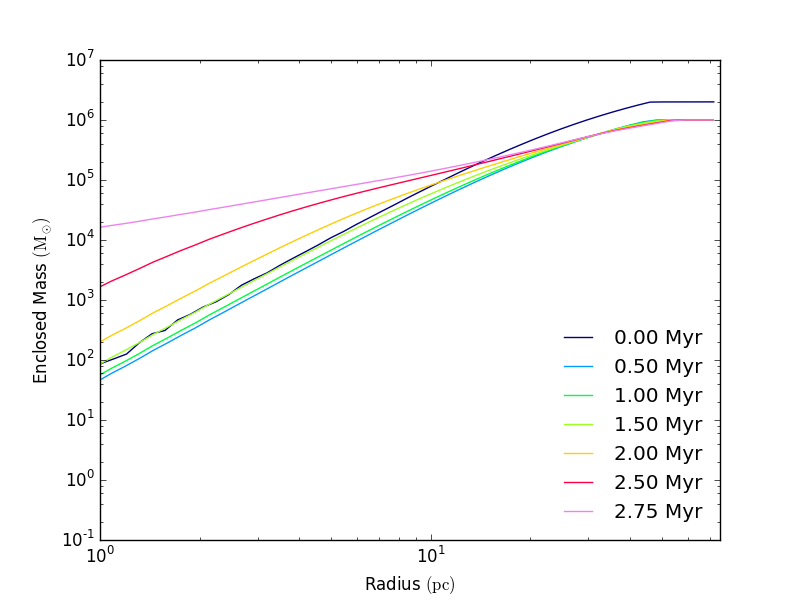 10^7
10^6
10^5
10^4
10^3
10^2
10^1
10^0
10^-1
Enclosed Mass (M_⊙)
0.00 Myr
0.50 Myr
1.00 Myr
1.50 Myr
2.00 Myr
2.50 Myr
2.75 Myr
10^0 10^1
Radius (pc)